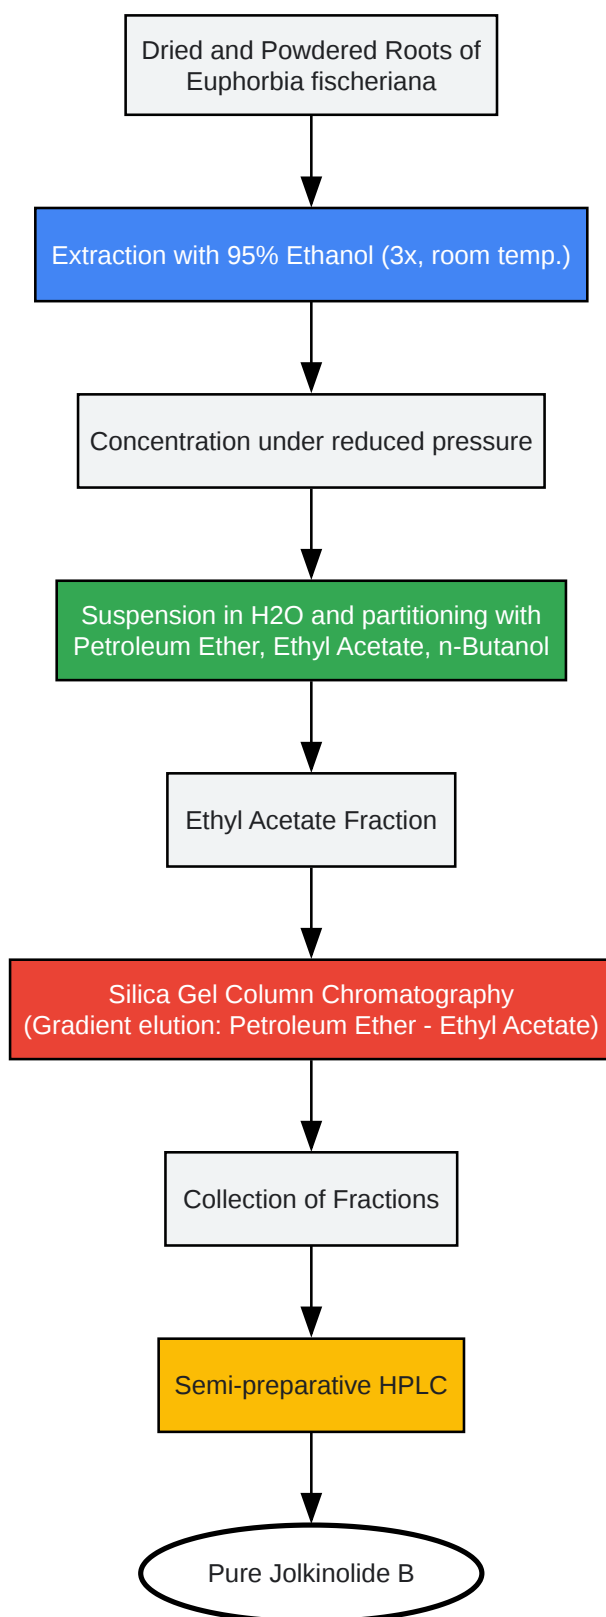 Dried and Powdered Roots of
Euphorbia fischeriana
Extraction with 95% Ethanol (3x, room temp.)
Concentration under reduced pressure
Suspension in H2O and partitioning with
Petroleum Ether, Ethyl Acetate, n-Butanol
Ethyl Acetate Fraction
Silica Gel Column Chromatography
(Gradient elution: Petroleum Ether - Ethyl Acetate)
Collection of Fractions
Semi-preparative HPLC
Pure Jolkinolide B